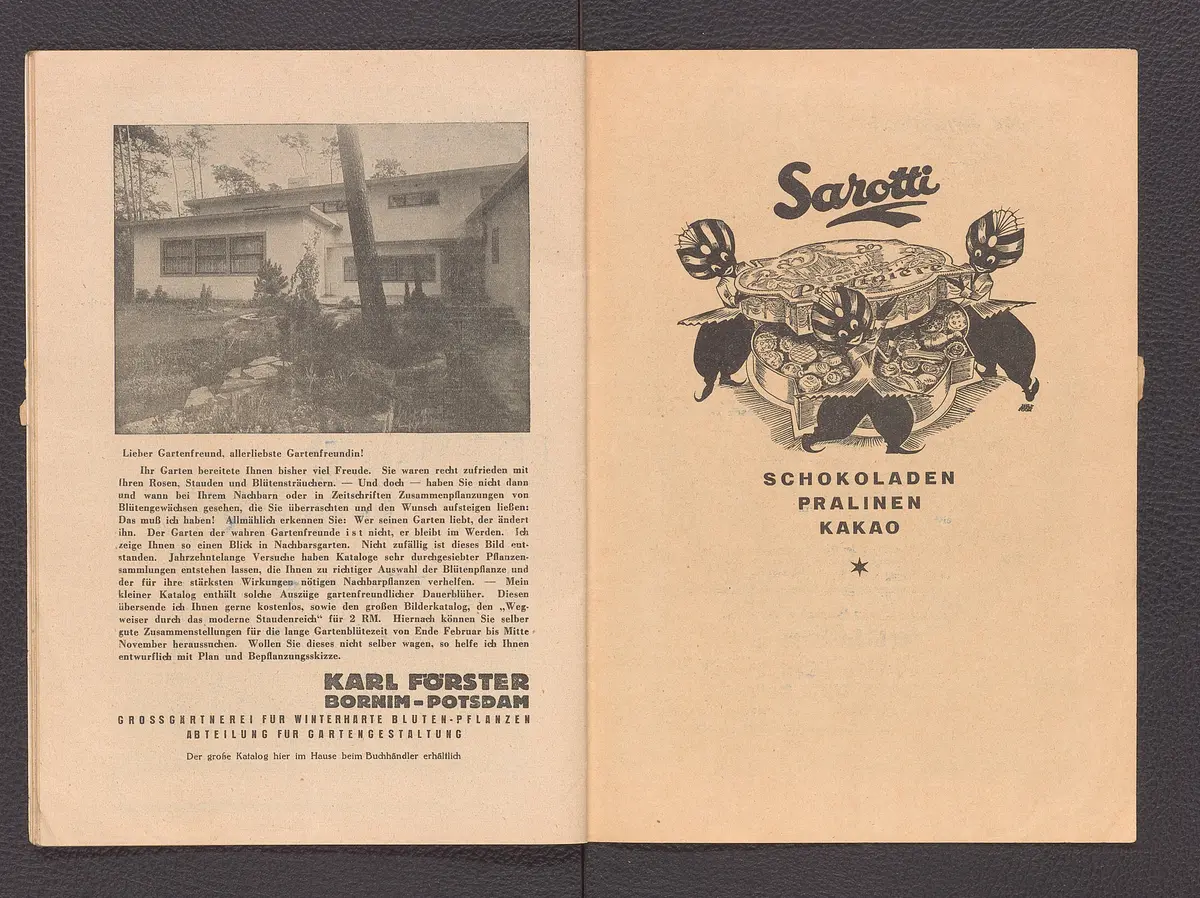 Lieber Gartenfreund, allerliebste Gartenfreundin!
Ihr Garten bereitete Ihnen bisher viel Freude. Sie waren recht zufrieden mit
Ihren Rosen, Stauden und Blütensträuchern. — Und doch — haben Sie nicht dann
und wann bei Ihrem Nachbarn oder in Zeitschriften Zusammenpflanzungen von
Blütengewächsen gesehen, die Sie überraschten und den Wunsch aufsteigen ließen:
Das muß ich haben! Allmählich erkennen Sie: Wer seinen Garten liebt, der ändert
ihn. Der Garten der wahren Gartenfreunde ist nicht, er bleibt im Werden. Ich
zeige Ihnen so einen Blick in Nachbarsgarten. Nicht zufällig ist dieses Bild ent-
standen. Jahrzehntelange Versuche haben Kataloge sehr durchgesiebter Pflanzen-
sammlungen entstehen lassen, die Ihnen zu richtiger Auswahl der Blütenpflanze und
der für ihre stärksten Wirkungen nötigen Nachbarpflanzen verhelfen. — Mein
kleiner Katalog enthält solche Auszüge gartenfreundlicher Dauerblüher. Diesen
übersende ich Ihnen gerne kostenlos, sowie den großen Bilderkatalog, den „Weg-
weiser durch das moderne Staudenreich“ für 2 RM. Hiernach können Sie selber
gute Zusammenstellungen für die lange Gartenblütezeit von Ende Februar bis Mitte
November heraussuchen. Wollen Sie dieses nicht selber wagen, so helfe ich Ihnen
entwurflich mit Plan und Bepflanzungsskizze.
KARL FÖRSTER
BORNIM-POTSDAM
GROSSGÄRTNEREI FÜR WINTERHARTE BLÜTEN-PFLANZEN
ABTEILUNG FÜR GARTENGESTALTUNG
Der große Katalog hier im Hause beim Buchhändler erhältlich
Sarotti
SCHOKOLADEN
PRALINEN
KAKAO